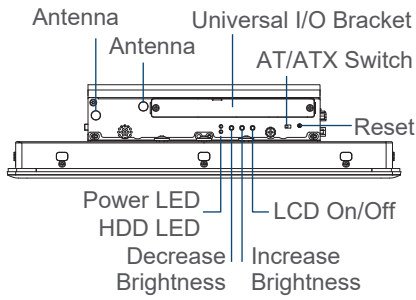 Antenna
Universal I/O Bracket
Antenna
AT/ATX Switch
Reset
Power LED
HDD LED
LCD On/Off
Decrease
Brightness
Increase
Brightness